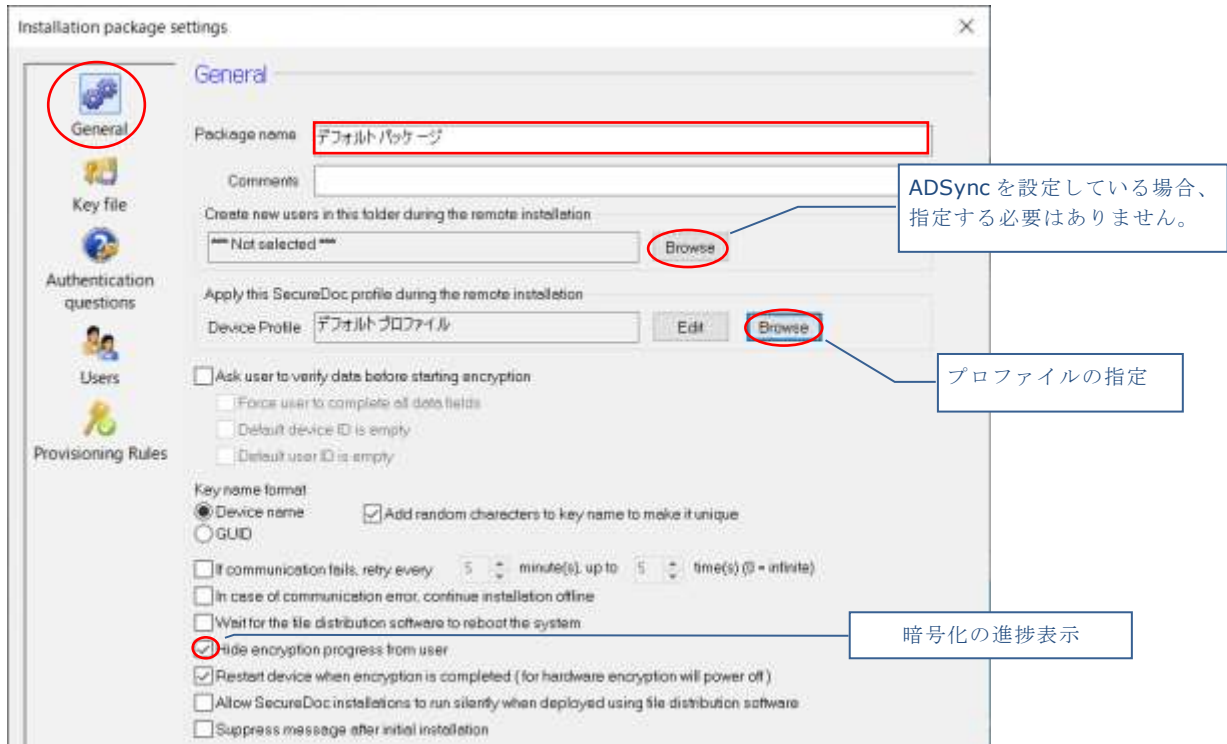 Installation package settings
General
General
Package name デフォルト パッケージ
Comments
ADSync を設定している場合、
指定する必要はありません。
Key file
Create new users in this folder during the remote installation
*** Not selected ***
Browse
Authentication
questions
Apply this SecureDoc profile during the remote installation
Device Profile デフォルト プロファイル
Edit
Browse
プロファイルの指定
Users
Ask user to verify data before starting encryption
Force user to complete all data fields
Default device ID is empty
Default user ID is empty
Provisioning Rules
Key name format
Device name
Add random characters to key name to make it unique
GUID
If communication fails, retry every 5 minute(s), up to 5 time(s) (0 = infinite)
In case of communication error, continue installation offline
Wait for the file distribution software to reboot the system
暗号化の進捗表示
Hide encryption progress from user
Restart device when encryption is completed ( for hardware encryption will power off )
Allow SecureDoc installations to run silently when deployed using file distribution software
Suppress message after initial installation